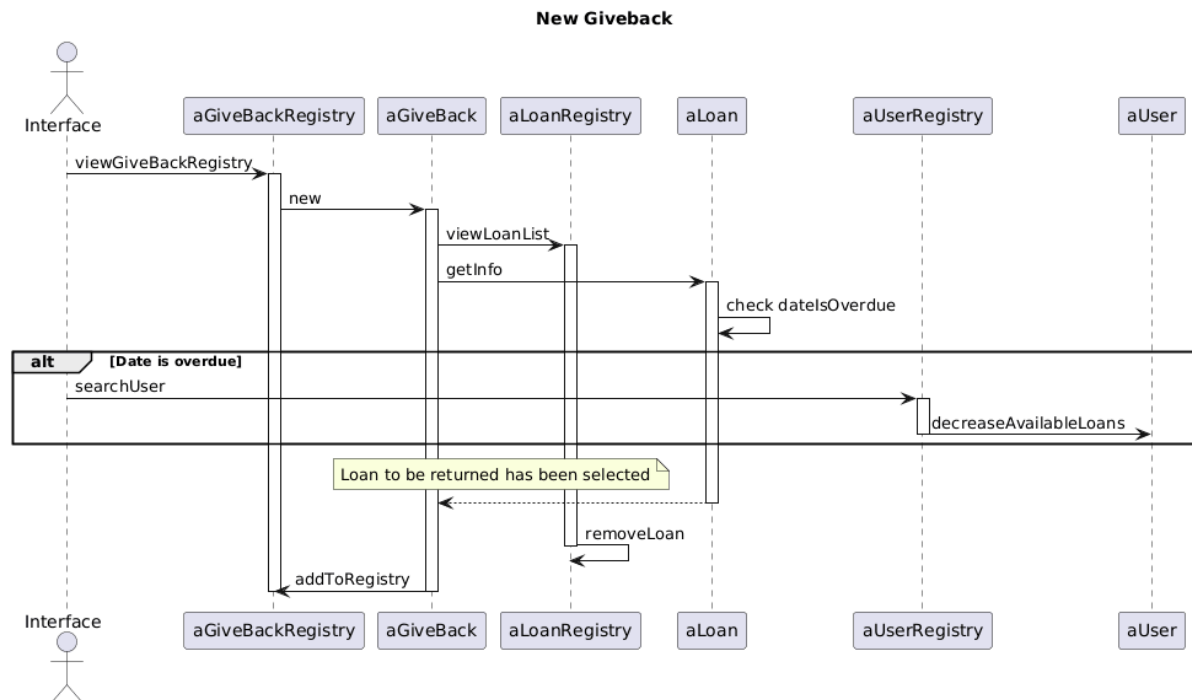 New Giveback
Interface
aGiveBackRegistry
aGiveBack
aLoanRegistry
aLoan
aUserRegistry
aUser
viewGiveBackRegistry
new
viewLoanList
getInfo
check dateIsOverdue
alt
[Date is overdue]
searchUser
decreaseAvailableLoans
Loan to be returned has been selected
removeLoan
addToRegistry
Interface
aGiveBackRegistry
aGiveBack
aLoanRegistry
aLoan
aUserRegistry
aUser